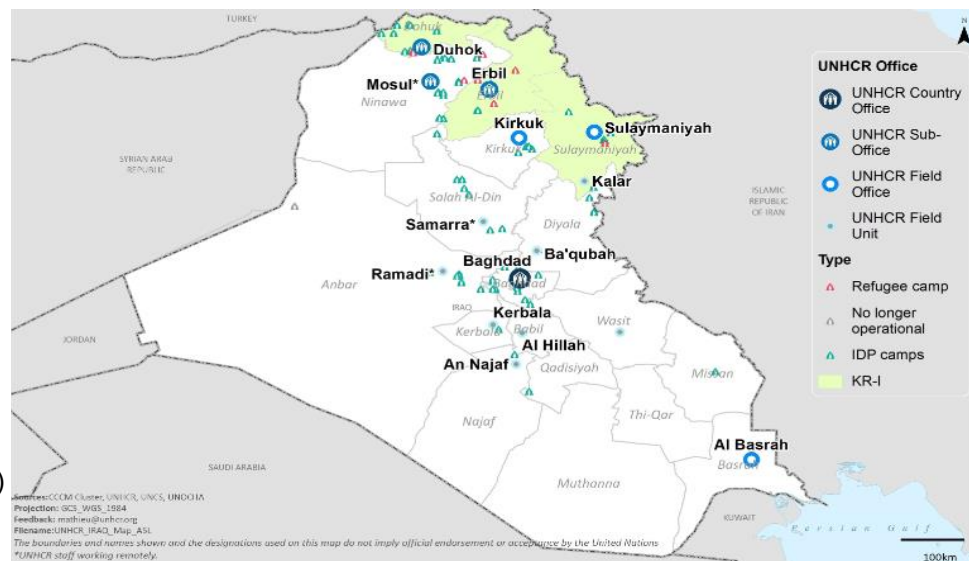 TURKEY
Dahuk
Duhok
Mosul*
Erbil
Erbil
Ninawa
Kirkuk
Sulaymaniyah
Kirkuk
Sulaymaniyah
SYRIAN ARAB
REPUBLIC
Kalar
ISLAMIC
REPUBLIC
OF IRAN
Salah Al-Din
Samarra*
Diyala
Ba'qubah
Baghdad
Ramadi*
Baghdad
Anbar
IRAQ
Kerbala
Kerbala
Babil
Wasit
JORDAN
Al Hillah
An Najaf
Qadisiyah
Missan
Najaf
Thi-Qar
Al Basrah
Basrah
SAUDI ARABIA
Muthanna
KUWAIT
Persian Gulf
100km
A
N
UNHCR Office
UNHCR Country
Office
UNHCR Sub-
Office
UNHCR Field
Office
UNHCR Field
Unit
Type
Refugee camp
No longer
operational
IDP camps
KR-I
)
Sources:CCCM Cluster, UNHCR, UNCS, UNOCHA
Projection: GCS_WGS_1984
Feedback: mathieu@unhcr.org
Filename:UNHCR_IRAQ_Map_ASL
The boundaries and names shown and the designations used on this map do not imply official endorsement or acceptance by the United Nations
*UNHCR staff working remotely.